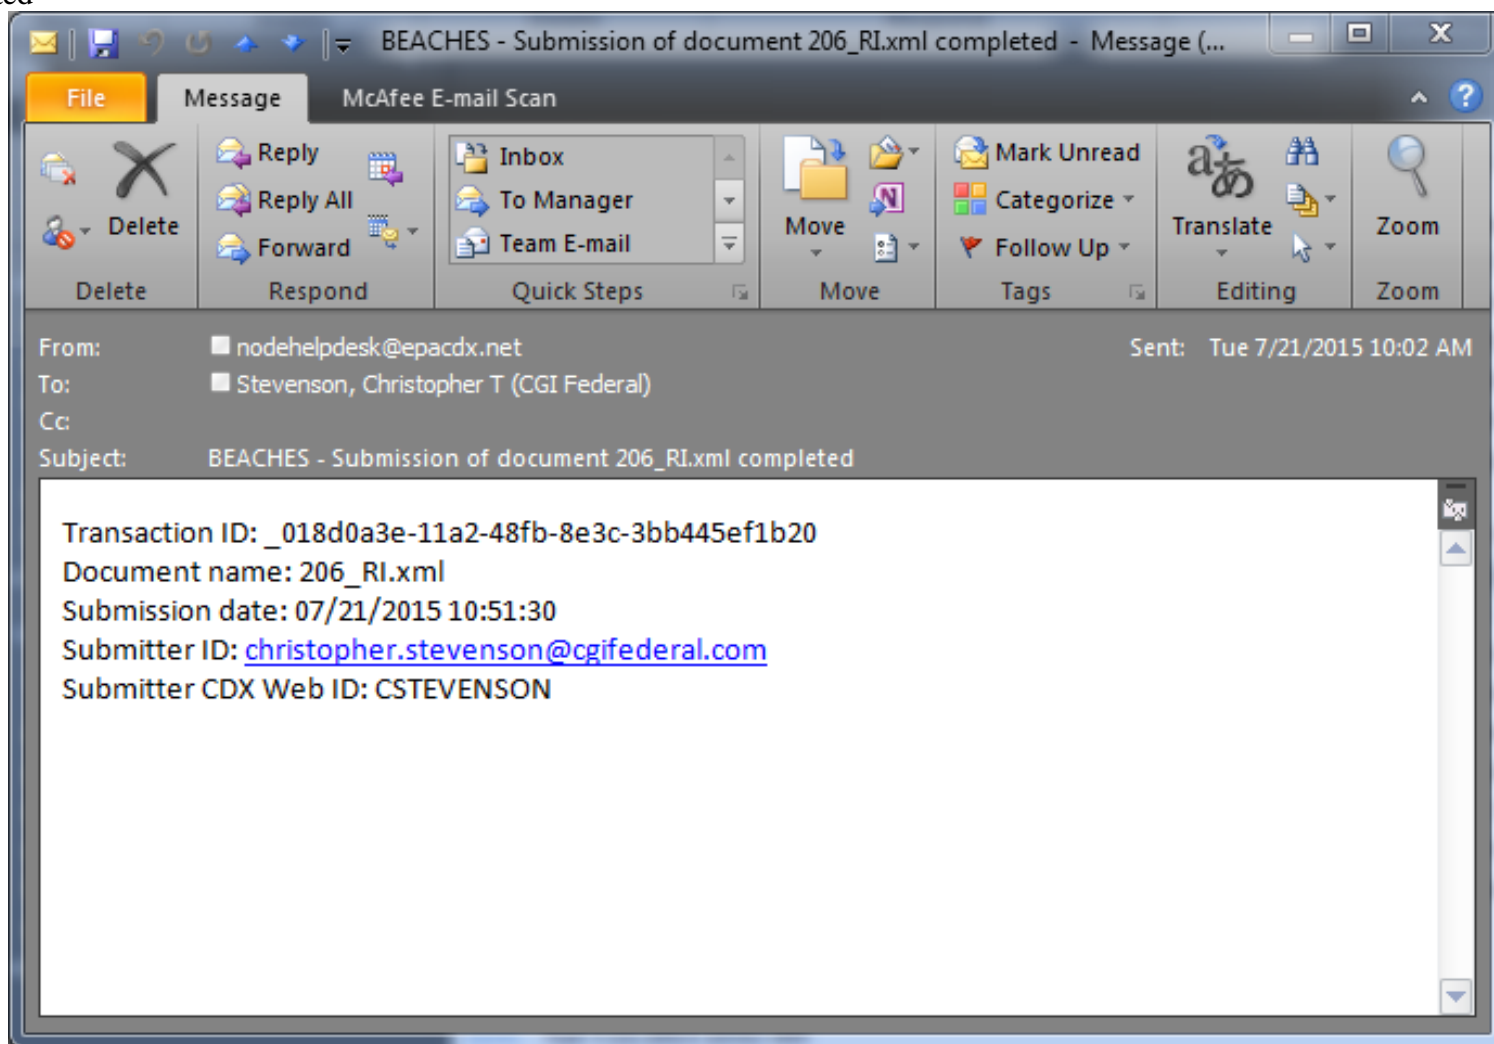 BEACHES - Submission of document 206_RI.xml completed - Message (...
File Message McAfee E-mail Scan
Reply
Reply All
Forward
Delete
Inbox
To Manager
Team E-mail
Move
Mark Unread
Categorize
Follow Up
Translate
Zoom
Delete Respond Quick Steps Move Tags Editing Zoom
From: nodehelpdesk@epacdx.net Sent: Tue 7/21/2015 10:02 AM
To: Stevenson, Christopher T (CGI Federal)
Cc:
Subject: BEACHES - Submission of document 206_RI.xml completed
Transaction ID: _018d0a3e-11a2-48fb-8e3c-3bb445ef1b20
Document name: 206_RI.xml
Submission date: 07/21/2015 10:51:30
Submitter ID: christopher.stevenson@cgifederal.com
Submitter CDX Web ID: CSTEVENSON